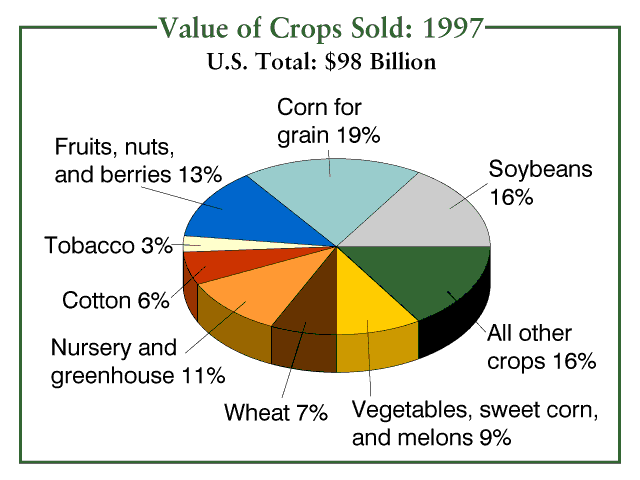 Value of Crops Sold: 1997
U.S. Total: $98 Billion
Corn for
grain 19%
Fruits, nuts,
and berries 13%
Soybeans
16%
Tobacco 3%
Cotton 6%
Nursery and
greenhouse 11%
All other
crops 16%
Wheat 7%
Vegetables, sweet corn,
and melons 9%